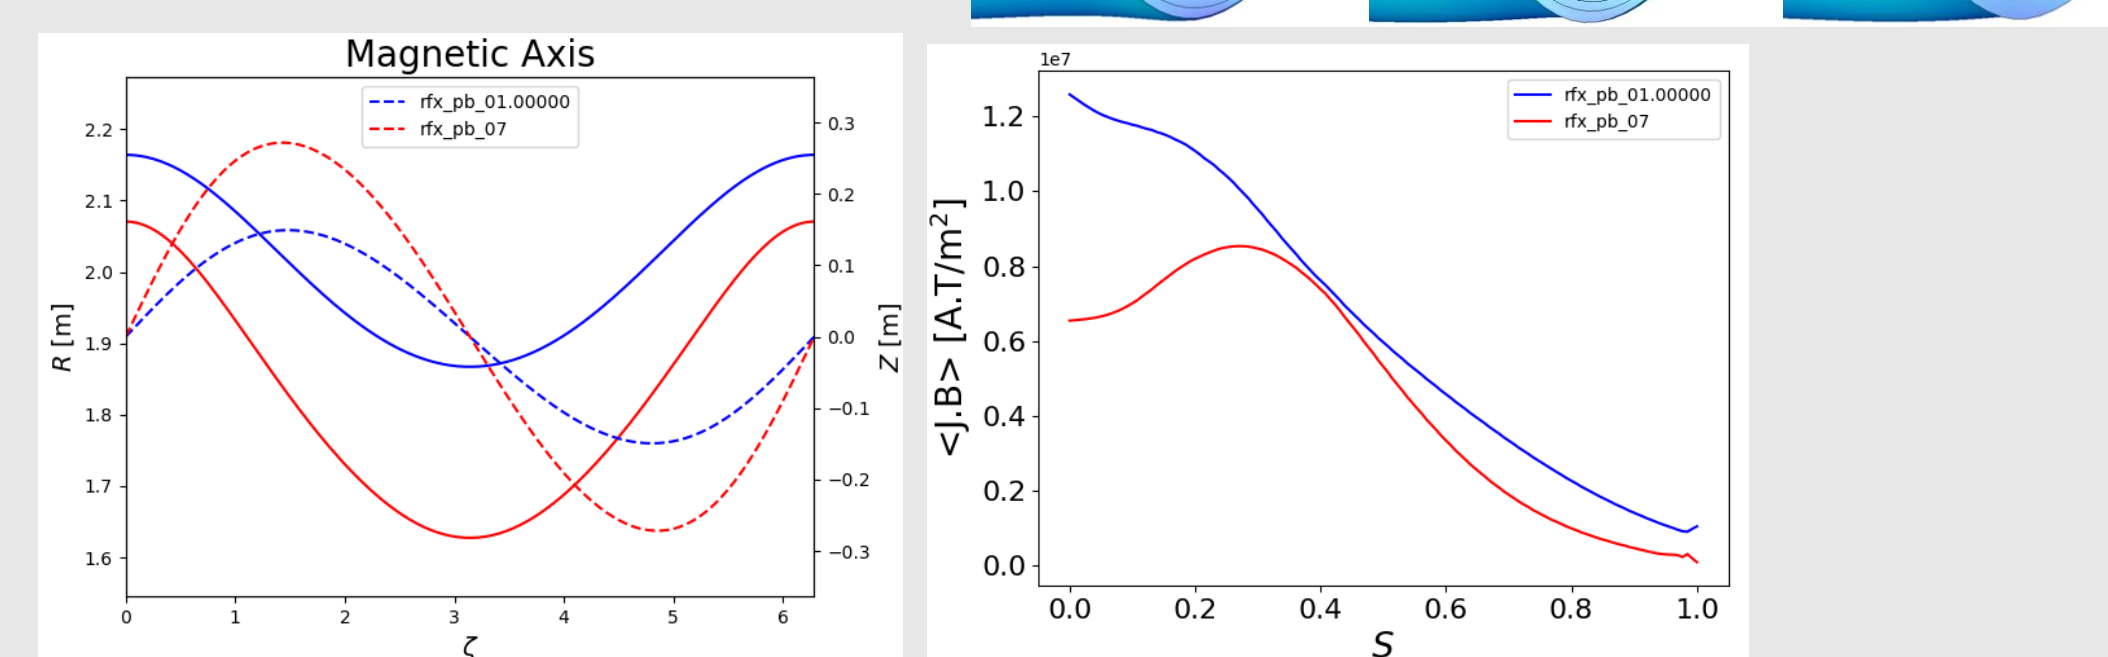 Magnetic Axis
rfx_pb_01.00000
rfx_pb_07
2.2
2.1
2.0
1.9
1.8
1.7
1.6
R [m]
0.3
0.2
0.1
0.0
−0.1
−0.2
−0.3
Z [m]
0 1 2 3 4 5 6
ζ
1e7
rfx_pb_01.00000
rfx_pb_07
1.2
1.0
0.8
0.6
0.4
0.2
0.0
<J.B> [A.T/m²]
0.0 0.2 0.4 0.6 0.8 1.0
S